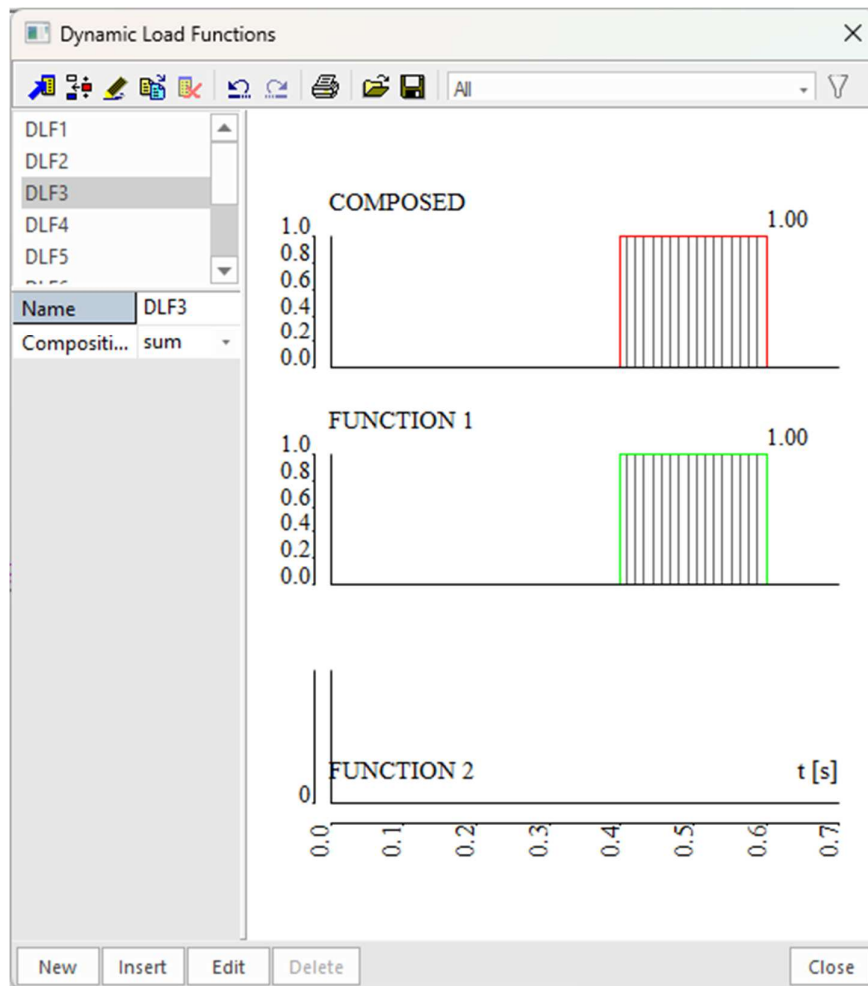 Dynamic Load Functions
All
DLF1
DLF2
DLF3
DLF4
DLF5
Name DLF3
Compositi... sum
COMPOSED
1.00
1.0
0.8
0.6
0.4
0.2
0.0
FUNCTION 1
1.00
1.0
0.8
0.6
0.4
0.2
0.0
FUNCTION 2
t [s]
0
0.0 0.1 0.2 0.3 0.4 0.5 0.6 0.7
New Insert Edit Delete Close